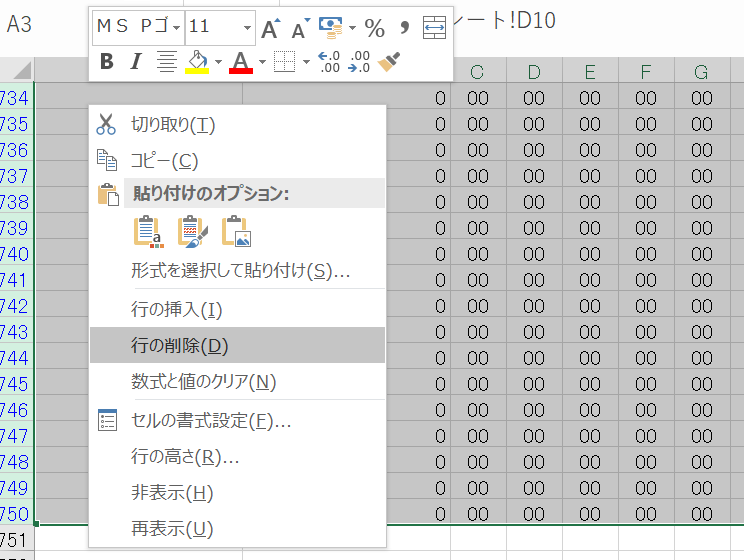 A3
ＭＳ Ｐゴ 11 A A % , ート!D10
B I A ←.0 .00 .00 →.0
C D E F G
734 0 00 00 00 00 00
735 切り取り(T) 0 00 00 00 00 00
736 コピー(C) 0 00 00 00 00 00
737 0 00 00 00 00 00
738 貼り付けのオプション: 0 00 00 00 00 00
739 a 0 00 00 00 00 00
740 0 00 00 00 00 00
741 形式を選択して貼り付け(S)... 0 00 00 00 00 00
742 行の挿入(I) 0 00 00 00 00 00
743 0 00 00 00 00 00
744 行の削除(D) 0 00 00 00 00 00
745 数式と値のクリア(N) 0 00 00 00 00 00
746 0 00 00 00 00 00
747 セルの書式設定(F)... 0 00 00 00 00 00
748 行の高さ(R)... 0 00 00 00 00 00
749 非表示(H) 0 00 00 00 00 00
750 再表示(U) 0 00 00 00 00 00
751